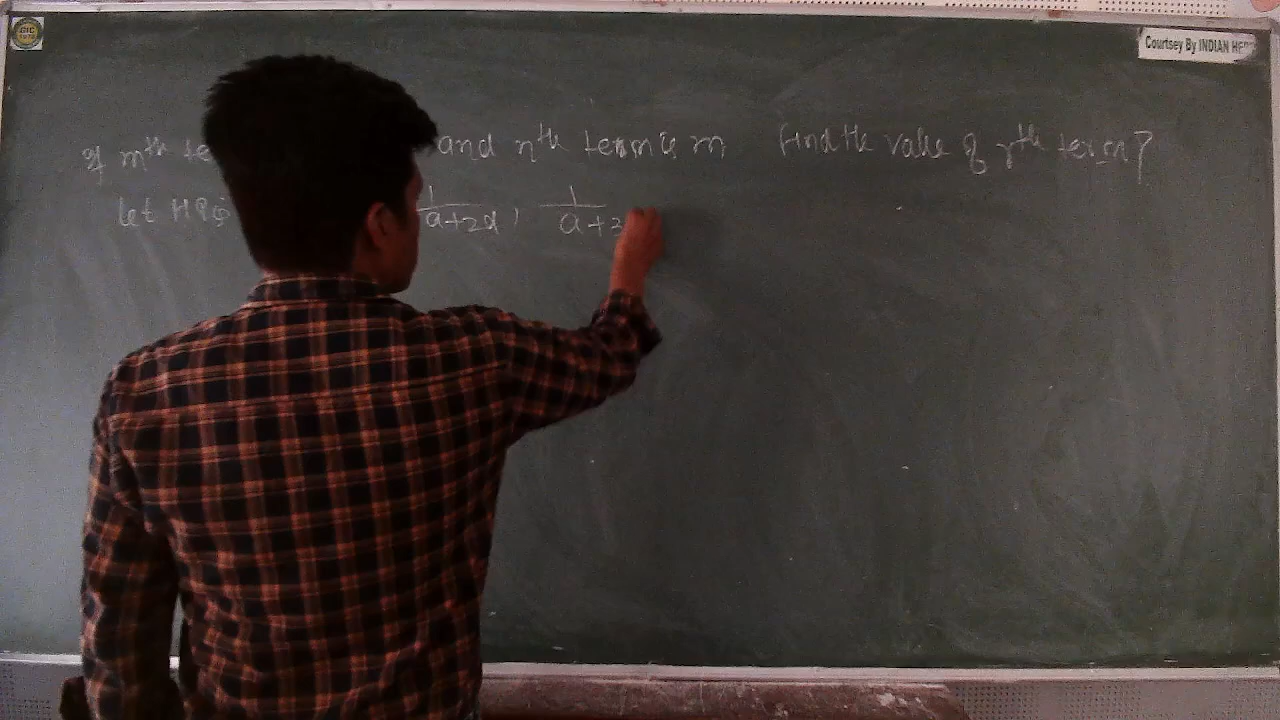 If mth te and nth term is m find the value of rth term?
let HP is 1/a+2d, 1/a+3
Courtsey By INDIAN HE